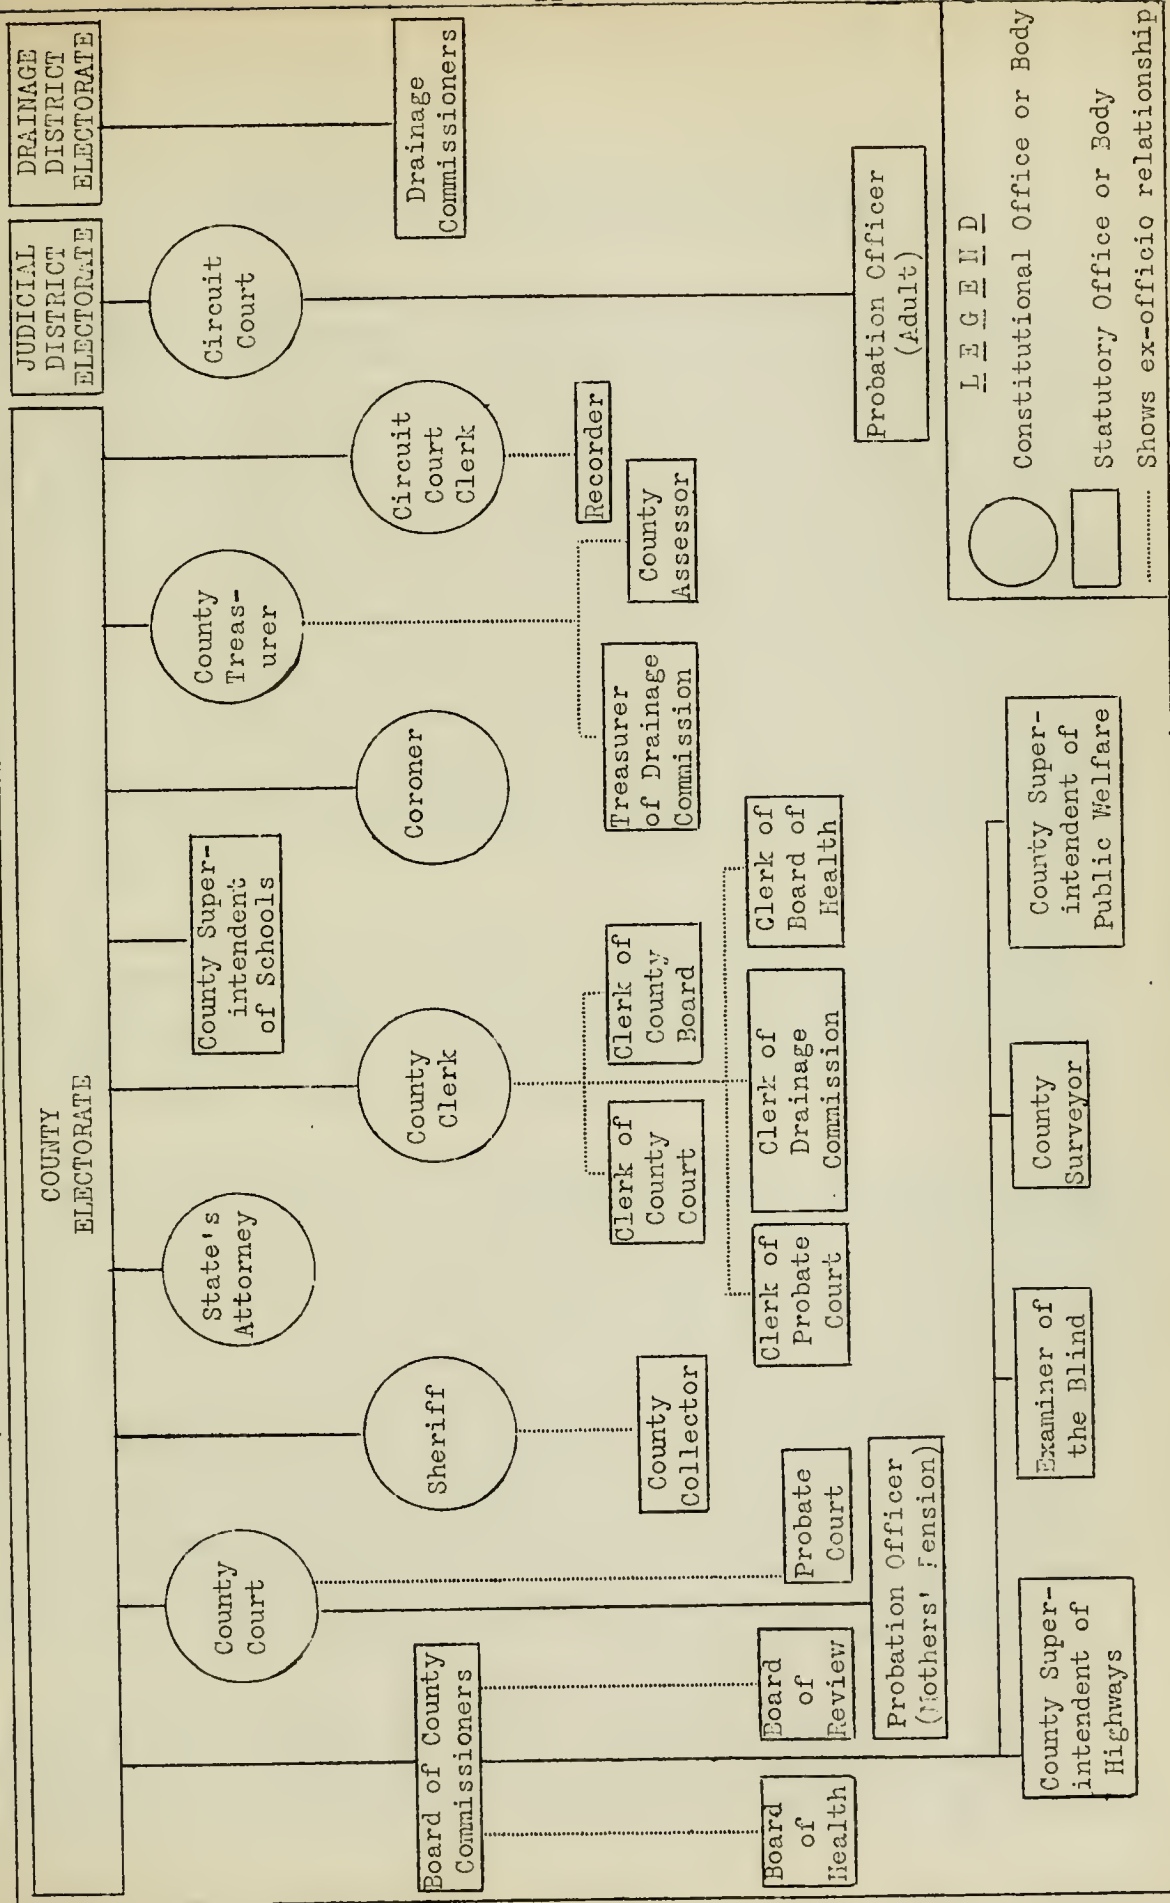 COUNTY
ELECTORATE
JUDICIAL
DISTRICT
ELECTORATE
DRAINAGE
DISTRICT
ELECTORATE
Board of County
Commissioners
County
Court
Sheriff
State's
Attorney
County
Clerk
County Super-
intendent
of Schools
Coroner
County
Treas-
urer
Circuit
Court
Clerk
Circuit
Court
Drainage
Commissioners
County
Collector
Clerk of
County
Court
Clerk of
County
Board
Treasurer
of Drainage
Commission
County
Assessor
Recorder
Board
of
Health
Board
of
Review
Probate
Court
Clerk of
Probate
Court
Clerk of
Drainage
Commission
Clerk of
Board of
Health
Probation Officer
(Mothers' Pension)
Probation Officer
(Adult)
County Super-
intendent of
Highways
Examiner of
the Blind
County
Surveyor
County Super-
intendent of
Public Welfare
LEGEND
Constitutional Office or Body
Statutory Office or Body
Shows ex-officio relationship